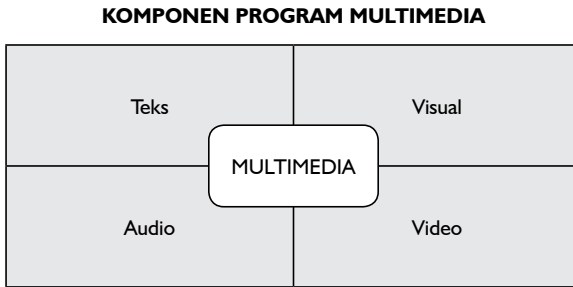 KOMPONEN PROGRAM MULTIMEDIA
Teks
Visual
MULTIMEDIA
Audio
Video